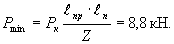 P_min = P_к (ℓ_пр · ℓ_п) / Z = 8,8 кН.